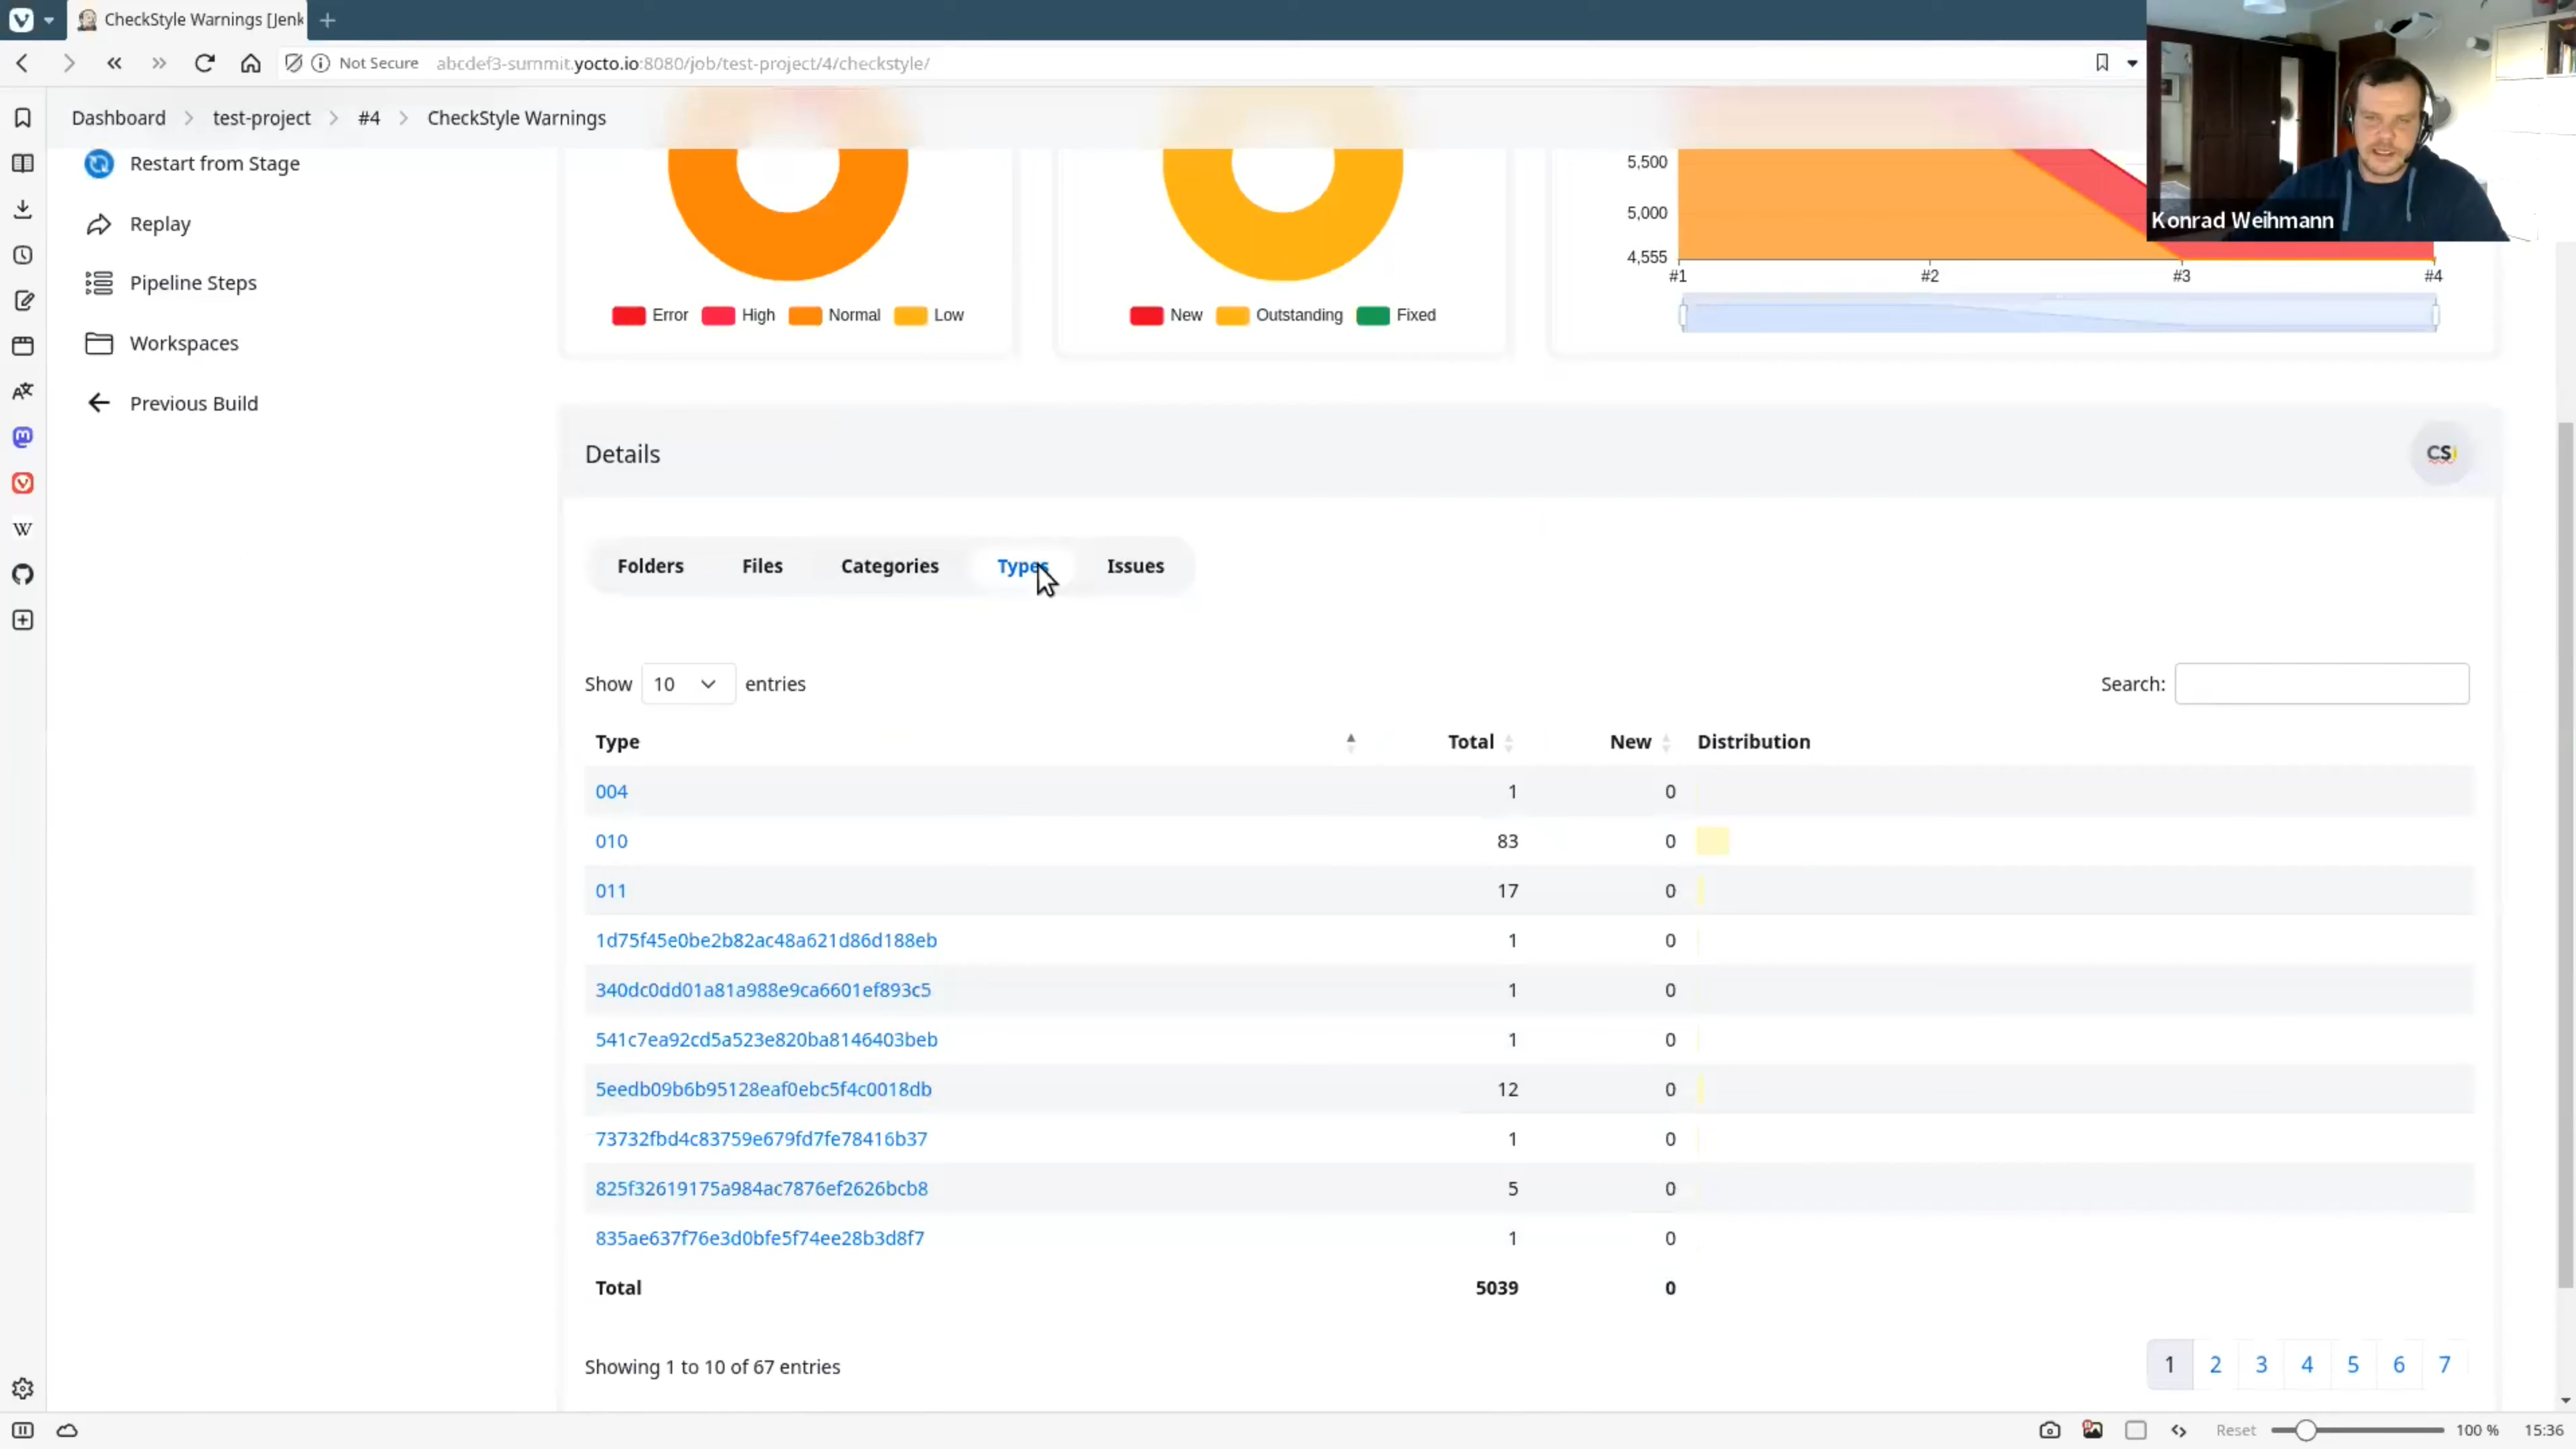 CheckStyle Warnings [Jenk
Not Secure abcdef3-summit.yocto.io:8080/job/test-project/4/checkstyle/
Dashboard > test-project > #4 > CheckStyle Warnings
Restart from Stage
Replay
Pipeline Steps
Workspaces
Previous Build
Error High Normal Low
New Outstanding Fixed
5,500
5,000
4,555
#1 #2 #3 #4
Konrad Weihmann
Details
CS
Folders Files Categories Types Issues
Show 10 entries
Search:
Type Total New Distribution
004 1 0
010 83 0
011 17 0
1d75f45e0be2b82ac48a621d86d188eb 1 0
340dc0dd01a81a988e9ca6601ef893c5 1 0
541c7ea92cd5a523e820ba8146403beb 1 0
5eedb09b6b95128eaf0ebc5f4c0018db 12 0
73732fbd4c83759e679fd7fe78416b37 1 0
825f32619175a984ac7876ef2626bcb8 5 0
835ae637f76e3d0bfe5f74ee28b3d8f7 1 0
Total 5039 0
Showing 1 to 10 of 67 entries
1 2 3 4 5 6 7
Reset 100 % 15:36